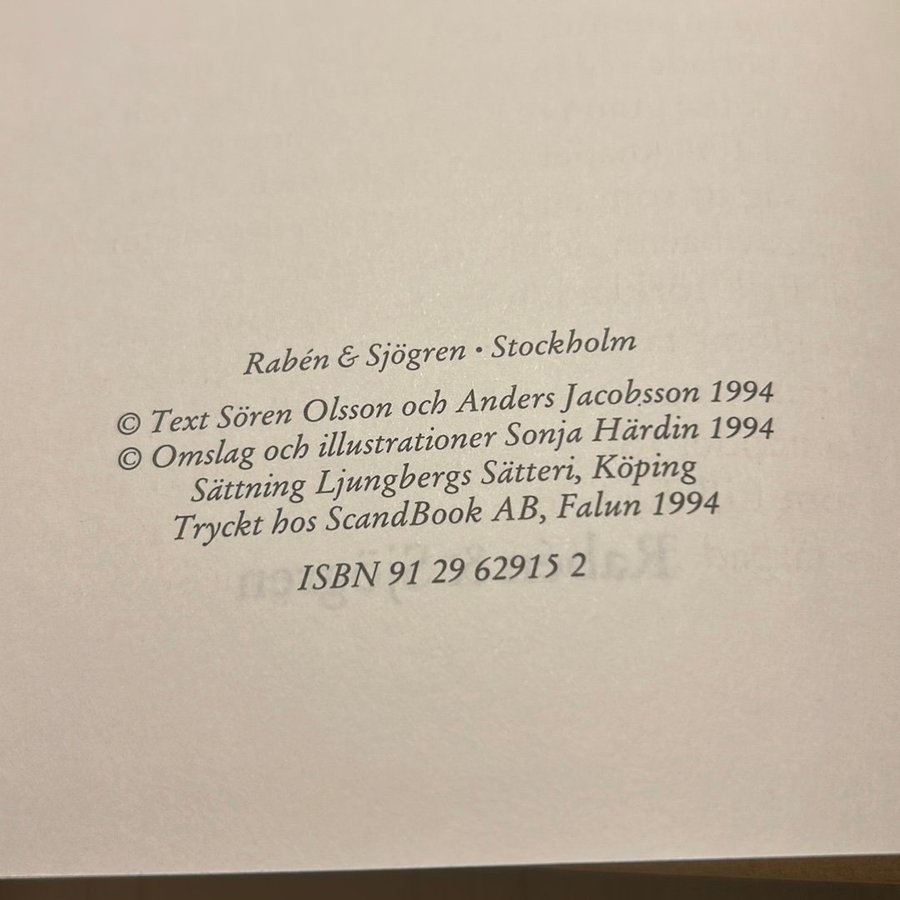 Rabén & Sjögren • Stockholm
© Text Sören Olsson och Anders Jacobsson 1994
© Omslag och illustrationer Sonja Härdin 1994
Sättning Ljungbergs Sätteri, Köping
Tryckt hos ScandBook AB, Falun 1994
ISBN 91 29 62915 2